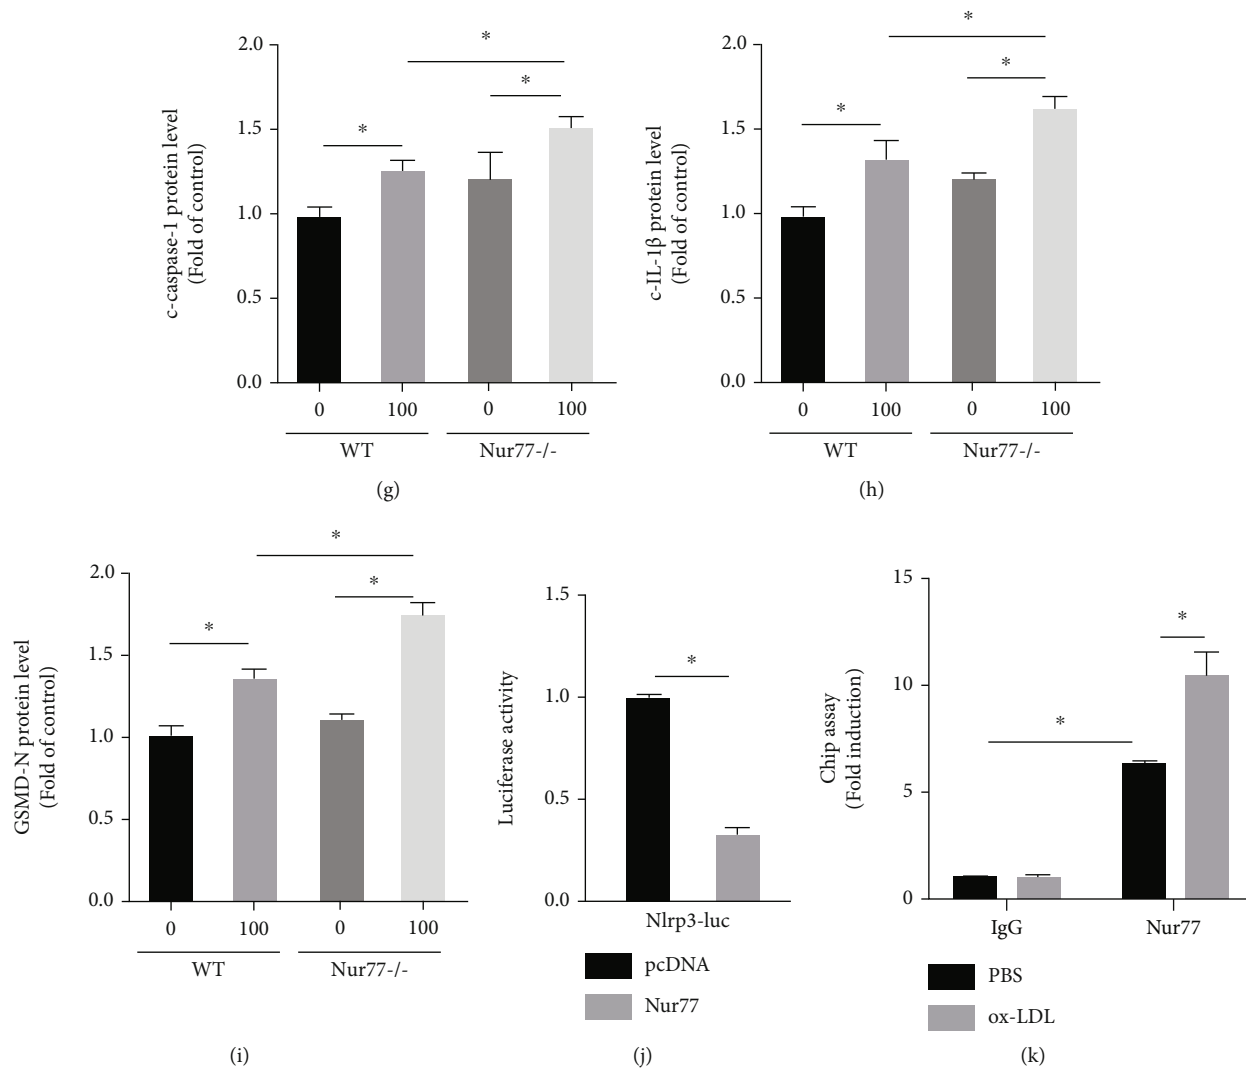 c-caspase-1 protein level
(Fold of control)
2.0
1.5
1.0
0.5
0.0
*
*
*
0
100
0
100
WT
Nur77-/-
(g)
c-IL-1β protein level
(Fold of control)
2.0
1.5
1.0
0.5
0.0
*
*
*
0
100
0
100
WT
Nur77-/-
(h)
GSMD-N protein level
(Fold of control)
2.0
1.5
1.0
0.5
0.0
*
*
*
0
100
0
100
WT
Nur77-/-
(i)
Luciferase activity
1.5
1.0
0.5
0.0
*
Nlrp3-luc
pcDNA
Nur77
(j)
Chip assay
(Fold induction)
15
10
5
0
*
*
IgG
Nur77
PBS
ox-LDL
(k)